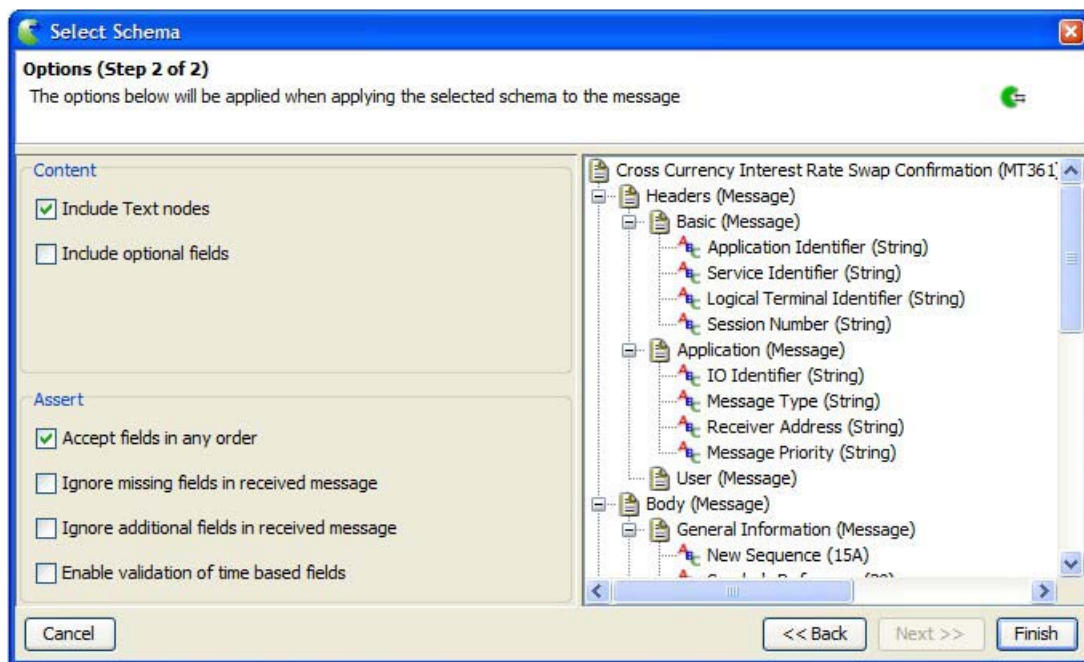 Select Schema
Options (Step 2 of 2)
The options below will be applied when applying the selected schema to the message
Content
Include Text nodes
Include optional fields
Assert
Accept fields in any order
Ignore missing fields in received message
Ignore additional fields in received message
Enable validation of time based fields
Cross Currency Interest Rate Swap Confirmation (MT361)
Headers (Message)
Basic (Message)
Application Identifier (String)
Service Identifier (String)
Logical Terminal Identifier (String)
Session Number (String)
Application (Message)
IO Identifier (String)
Message Type (String)
Receiver Address (String)
Message Priority (String)
User (Message)
Body (Message)
General Information (Message)
New Sequence (15A)
Cancel
<< Back
Next >>
Finish